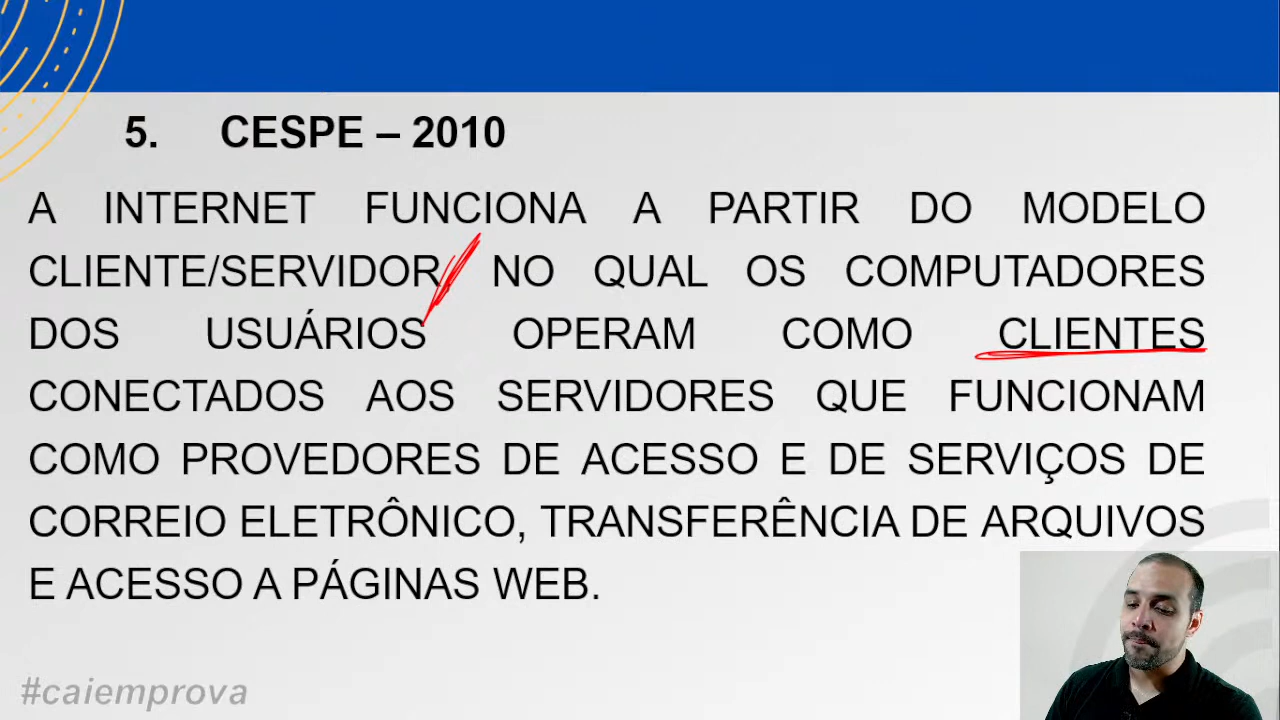 5. CESPE – 2010
A INTERNET FUNCIONA A PARTIR DO MODELO
CLIENTE/SERVIDOR, NO QUAL OS COMPUTADORES
DOS USUÁRIOS OPERAM COMO CLIENTES
CONECTADOS AOS SERVIDORES QUE FUNCIONAM
COMO PROVEDORES DE ACESSO E DE SERVIÇOS DE
CORREIO ELETRÔNICO, TRANSFERÊNCIA DE ARQUIVOS
E ACESSO A PÁGINAS WEB.
#caiemprova